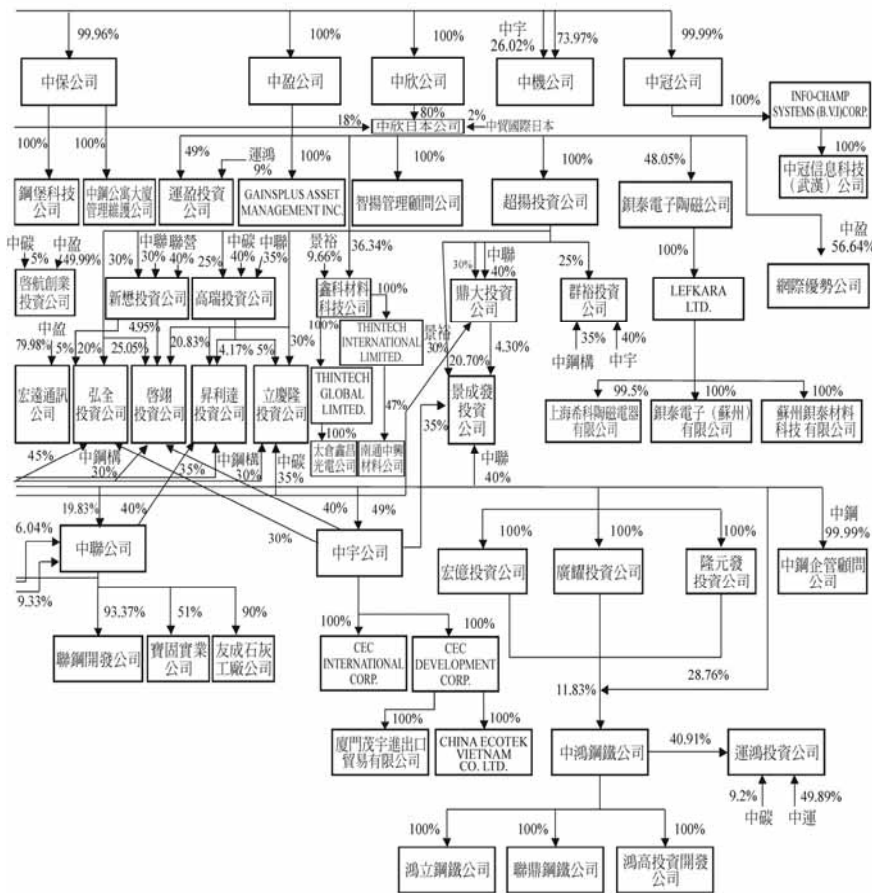 99.96%
100%
100%
中宇
26.02%
73.97%
99.99%
中保公司
中盈公司
中欣公司
中機公司
中冠公司
100%
INFO-CHAMP
SYSTEMS (B.V.I)CORP.
80%
18%
中欣日本公司
2%
中貿國際日本
100%
100%
49%
運鴻
9%
100%
100%
100%
48.05%
100%
鋼堡科技
公司
中鋼公寓大廈
管理維護公司
運盈投資
公司
GAINSPLUS ASSET
MANAGEMENT INC.
智揚管理顧問公司
超揚投資公司
鋇泰電子陶磁公司
中冠信息科技
（武漢）公司
中碳
5%
中盈
49.99%
30%
中聯
30%
聯營
40%
25%
中碳
40%
中聯
35%
景裕
9.66%
36.34%
30%
中聯
40%
25%
100%
中盈
56.64%
啓航創業
投資公司
新懋投資公司
高瑞投資公司
鑫科材料
科技公司
100%
鼎大投資
公司
群裕投資
公司
LEFKARA
LTD.
網際優勢公司
中盈
79.98%
5%
20%
4.95%
25.05%
20.83%
4.17%
5%
30%
100%
THINTECH
INTERNATIONAL
LIMITED.
景裕
30%
20.70%
4.30%
35%
中鋼構
40%
中宇
宏遠通訊
公司
弘全
投資公司
啓翊
投資公司
昇利達
投資公司
立慶隆
投資公司
THINTECH
GLOBAL
LIMITED.
47%
景成發
投資
公司
99.5%
100%
100%
上海希科陶磁電器
有限公司
鋇泰電子（蘇州）
有限公司
蘇州鋇泰材料
科技有限公司
100%
太倉鑫昌
光電公司
南通中興
材料公司
35%
45%
中鋼構
30%
35%
中鋼構
30%
中碳
35%
中聯
40%
19.83%
40%
30%
40%
49%
6.04%
中聯公司
中宇公司
100%
100%
100%
中鋼
99.99%
宏億投資公司
廣耀投資公司
隆元發
投資公司
中鋼企管顧問
公司
9.33%
93.37%
51%
90%
聯鋼開發公司
寶固實業
公司
友成石灰
工廠公司
100%
100%
CEC
INTERNATIONAL
CORP.
CEC
DEVELOPMENT
CORP.
11.83%
28.76%
100%
100%
廈門茂宇進出口
貿易有限公司
CHINA ECOTEK
VIETNAM
CO. LTD.
中鴻鋼鐵公司
40.91%
運鴻投資公司
9.2%
中碳
49.89%
中運
100%
100%
100%
鴻立鋼鐵公司
聯鼎鋼鐵公司
鴻高投資開發
公司